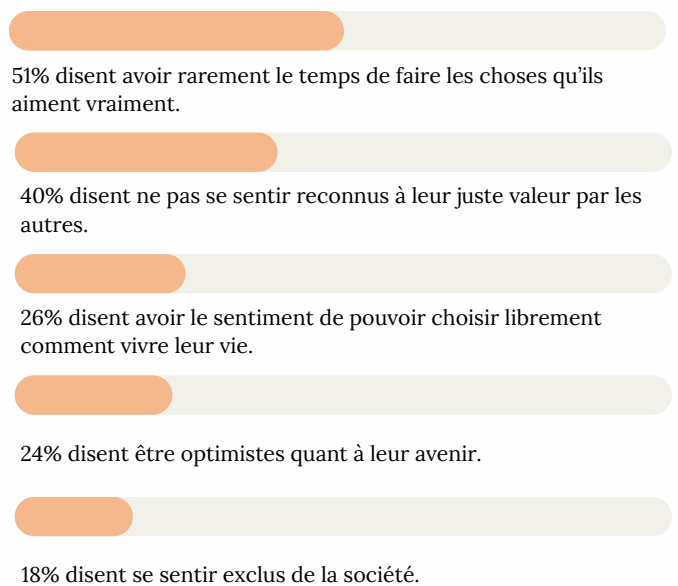 51% disent avoir rarement le temps de faire les choses qu’ils
aiment vraiment.
40% disent ne pas se sentir reconnus à leur juste valeur par les
autres.
26% disent avoir le sentiment de pouvoir choisir librement
comment vivre leur vie.
24% disent être optimistes quant à leur avenir.
18% disent se sentir exclus de la société.